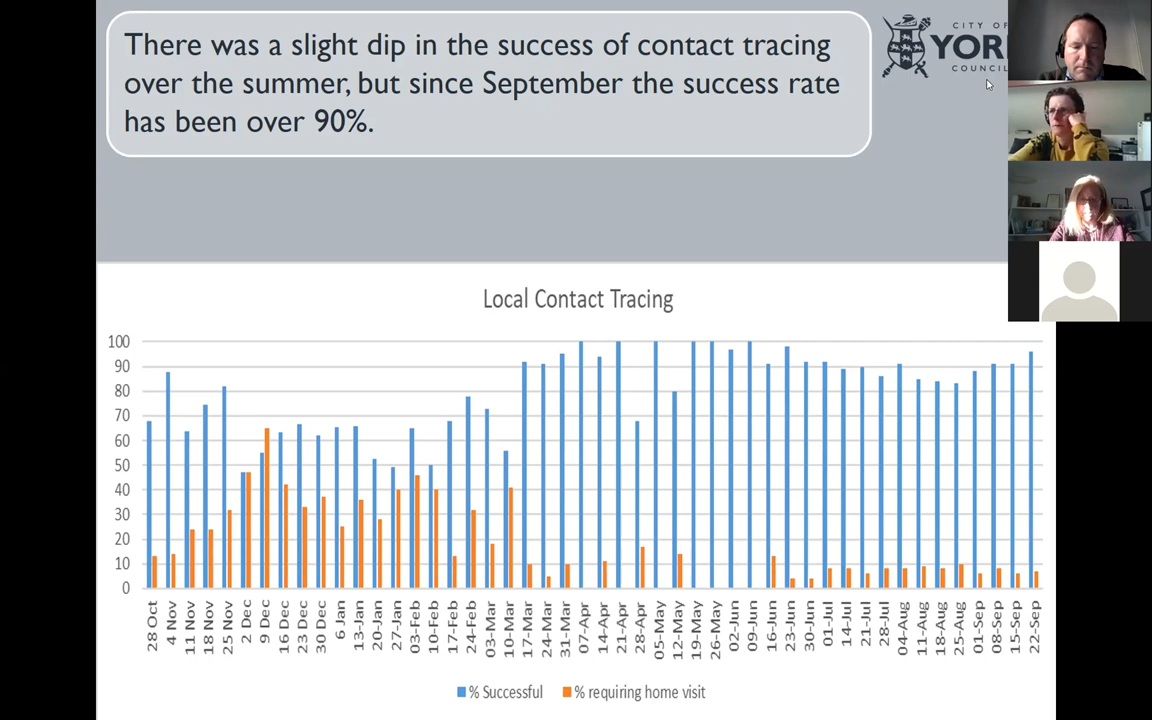 There was a slight dip in the success of contact tracing
over the summer, but since September the success rate
has been over 90%.
CITY OF
YOR
COUNCIL
Local Contact Tracing
100
90
80
70
60
50
40
30
20
10
0
28 Oct
4 Nov
11 Nov
18 Nov
25 Nov
2 Dec
9 Dec
16 Dec
23 Dec
30 Dec
6 Jan
13-Jan
20-Jan
27-Jan
03-Feb
10-Feb
17-Feb
24-Feb
03-Mar
10-Mar
17-Mar
24-Mar
31-Mar
07-Apr
14-Apr
21-Apr
28-Apr
05-May
12-May
19-May
26-May
02-Jun
09-Jun
16-Jun
23-Jun
30-Jun
01-Jul
14-Jul
21-Jul
28-Jul
04-Aug
11-Aug
18-Aug
25-Aug
01-Sep
08-Sep
15-Sep
22-Sep
% Successful
% requiring home visit